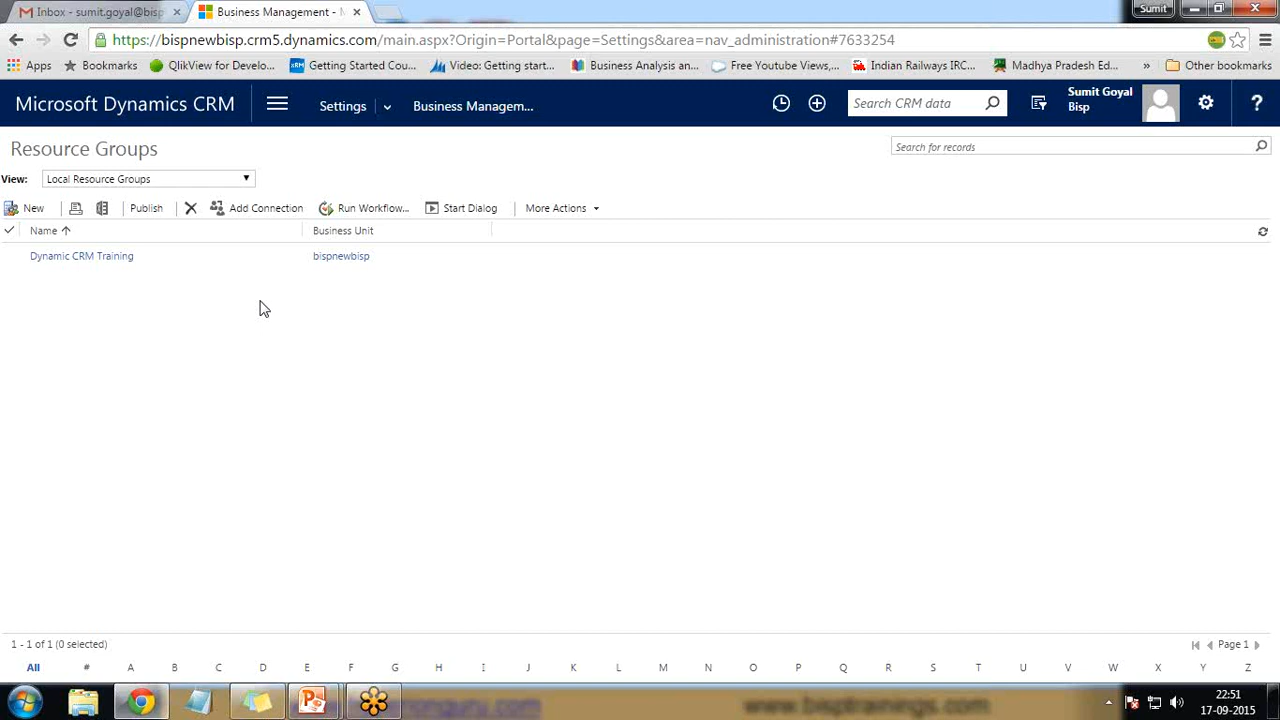 Inbox - sumit.goyal@bisp
Business Management - M
Sumit
https://bispnewbisp.crm5.dynamics.com/main.aspx?Origin=Portal&page=Settings&area=nav_administration#7633254
Apps
Bookmarks
QlikView for Develo...
Getting Started Cou...
Video: Getting start...
Business Analysis an...
Free Youtube Views,...
Indian Railways IRC...
Madhya Pradesh Ed...
»
Other bookmarks
Microsoft Dynamics CRM
Settings
Business Managem...
Search CRM data
Sumit Goyal
Bisp
?
Resource Groups
Search for records
View:
Local Resource Groups
New
Publish
Add Connection
Run Workflow...
Start Dialog
More Actions
Name
Business Unit
Dynamic CRM Training
bispnewbisp
1 - 1 of 1 (0 selected)
Page 1
All # A B C D E F G H I J K L M N O P Q R S T U V W X Y Z
www.bisptrainings.com
22:51
17-09-2015